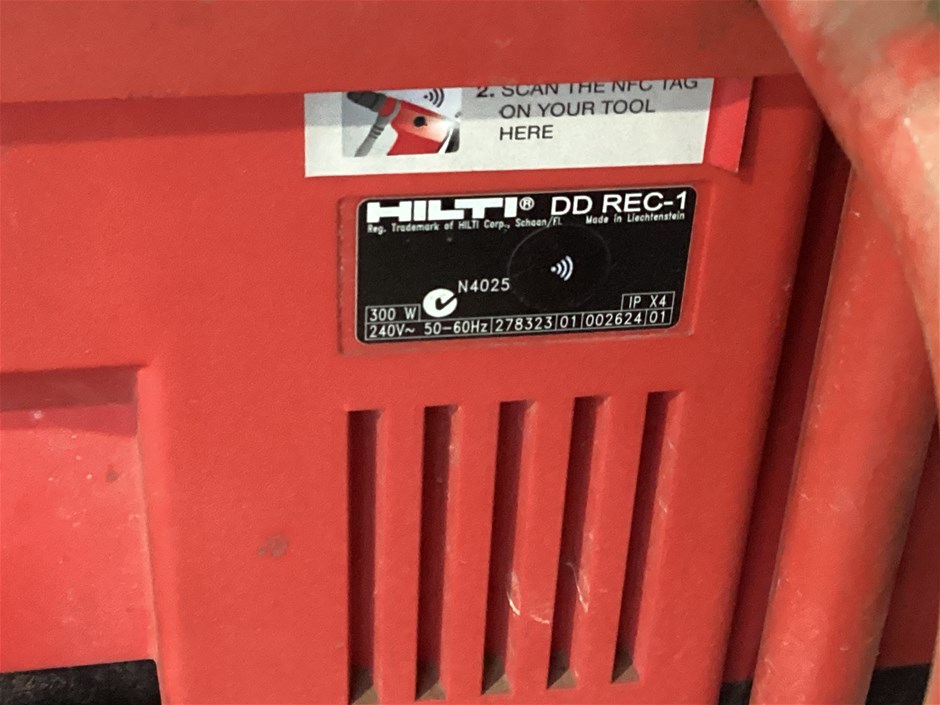 2. SCAN THE NFC TAG
ON YOUR TOOL
HERE
HILTI® DD REC-1
Reg. Trademark of HILTI Corp., Schaan/FL Made in Liechtenstein
N4025
300 W IP X4
240V~ 50-60Hz 278323 01 002624 01